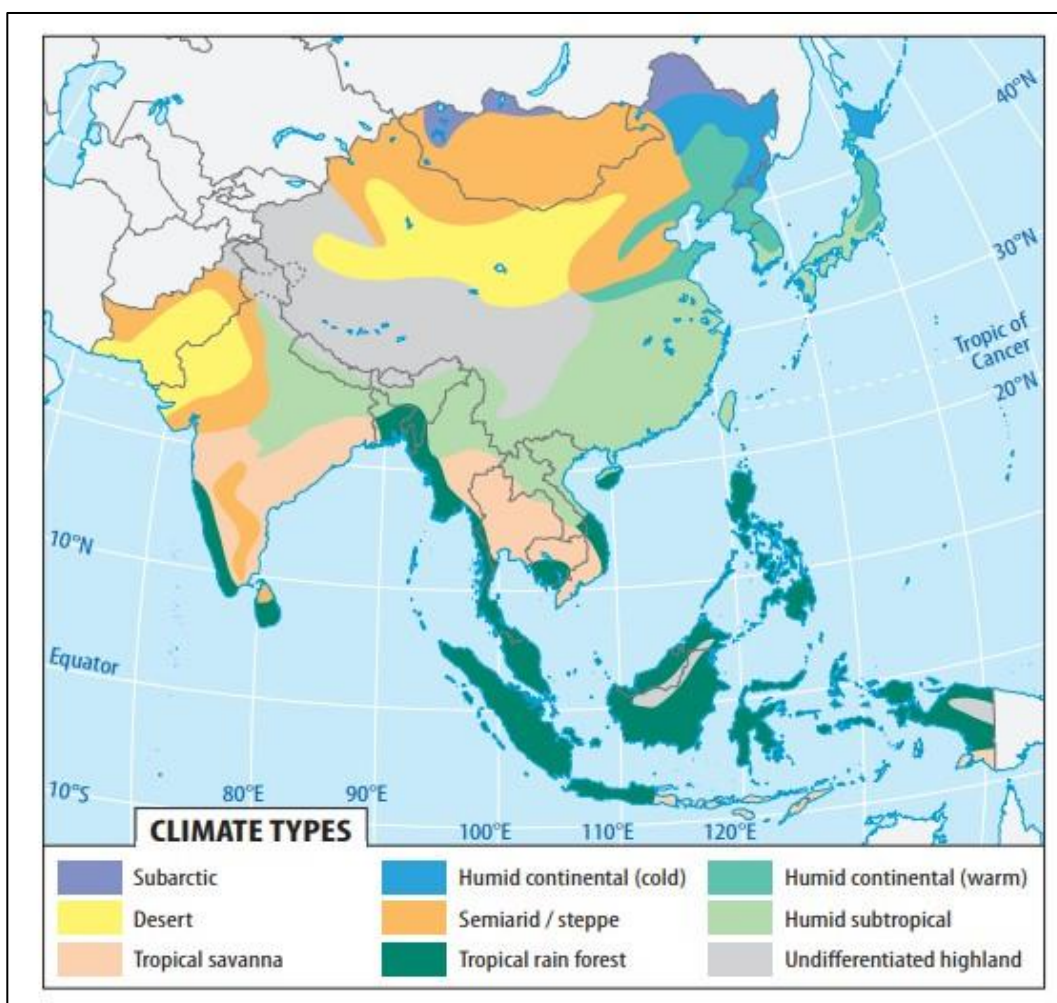 40°N
30°N
Tropic of
Cancer
20°N
10°N
Equator
10°S
80°E
90°E
100°E
110°E
120°E
CLIMATE TYPES
Subarctic
Humid continental (cold)
Humid continental (warm)
Desert
Semiarid / steppe
Humid subtropical
Tropical savanna
Tropical rain forest
Undifferentiated highland